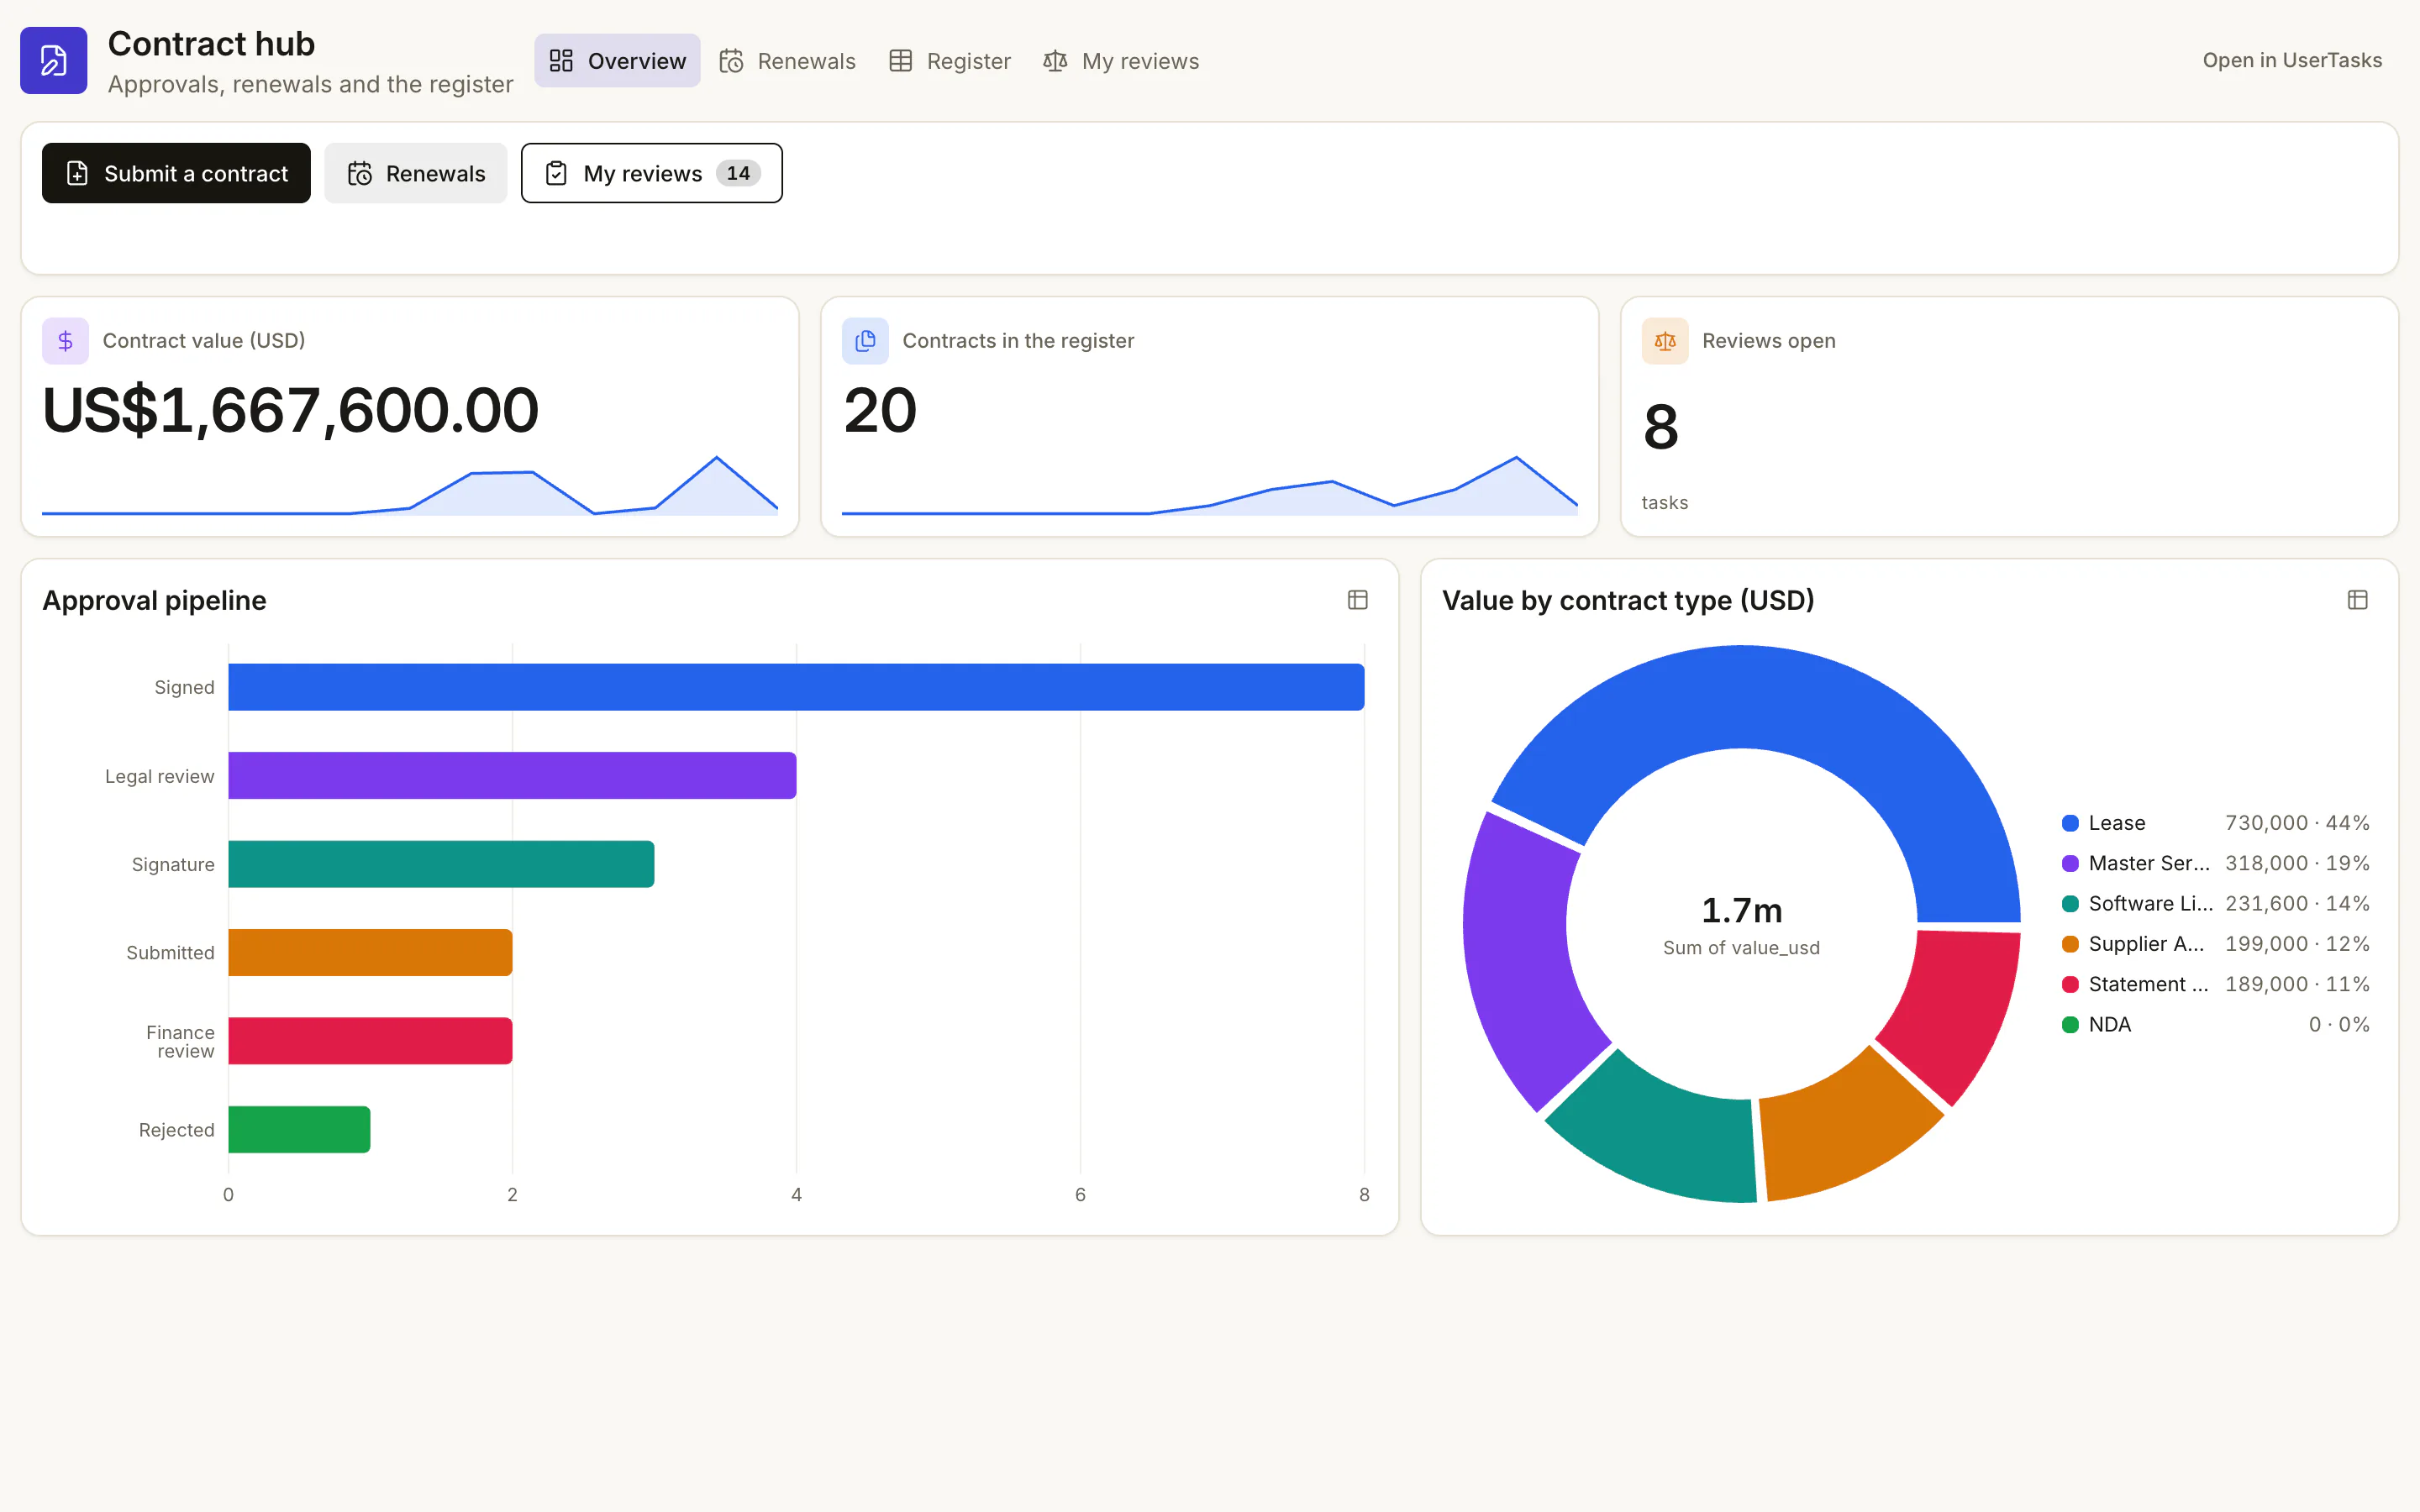 Contract hub
Approvals, renewals and the register
Overview
Renewals
Register
My reviews
Open in UserTasks
Submit a contract
Renewals
My reviews 14
Contract value (USD)
US$1,667,600.00
Contracts in the register
20
Reviews open
8
tasks
Approval pipeline
Signed
Legal review
Signature
Submitted
Finance
review
Rejected
0 2 4 6 8
Value by contract type (USD)
1.7m
Sum of value_usd
Lease 730,000 · 44%
Master Ser... 318,000 · 19%
Software Li... 231,600 · 14%
Supplier A... 199,000 · 12%
Statement ... 189,000 · 11%
NDA 0 · 0%